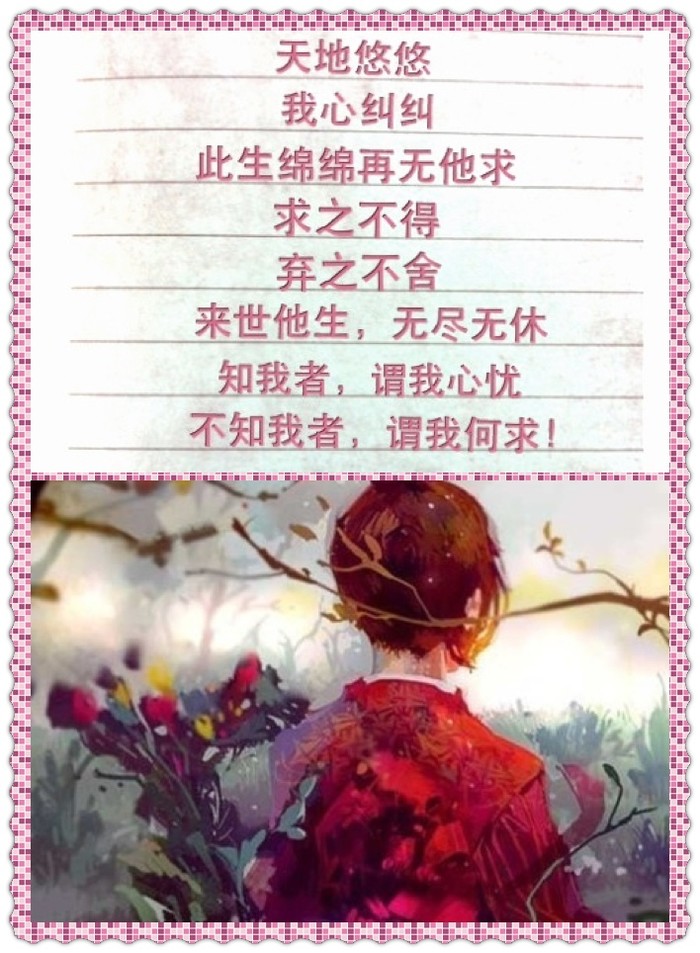 天地悠悠
我心纠纠
此生绵绵再无他求
求之不得
弃之不舍
来世他生，无尽无休
知我者，谓我心忧
不知我者，谓我何求！